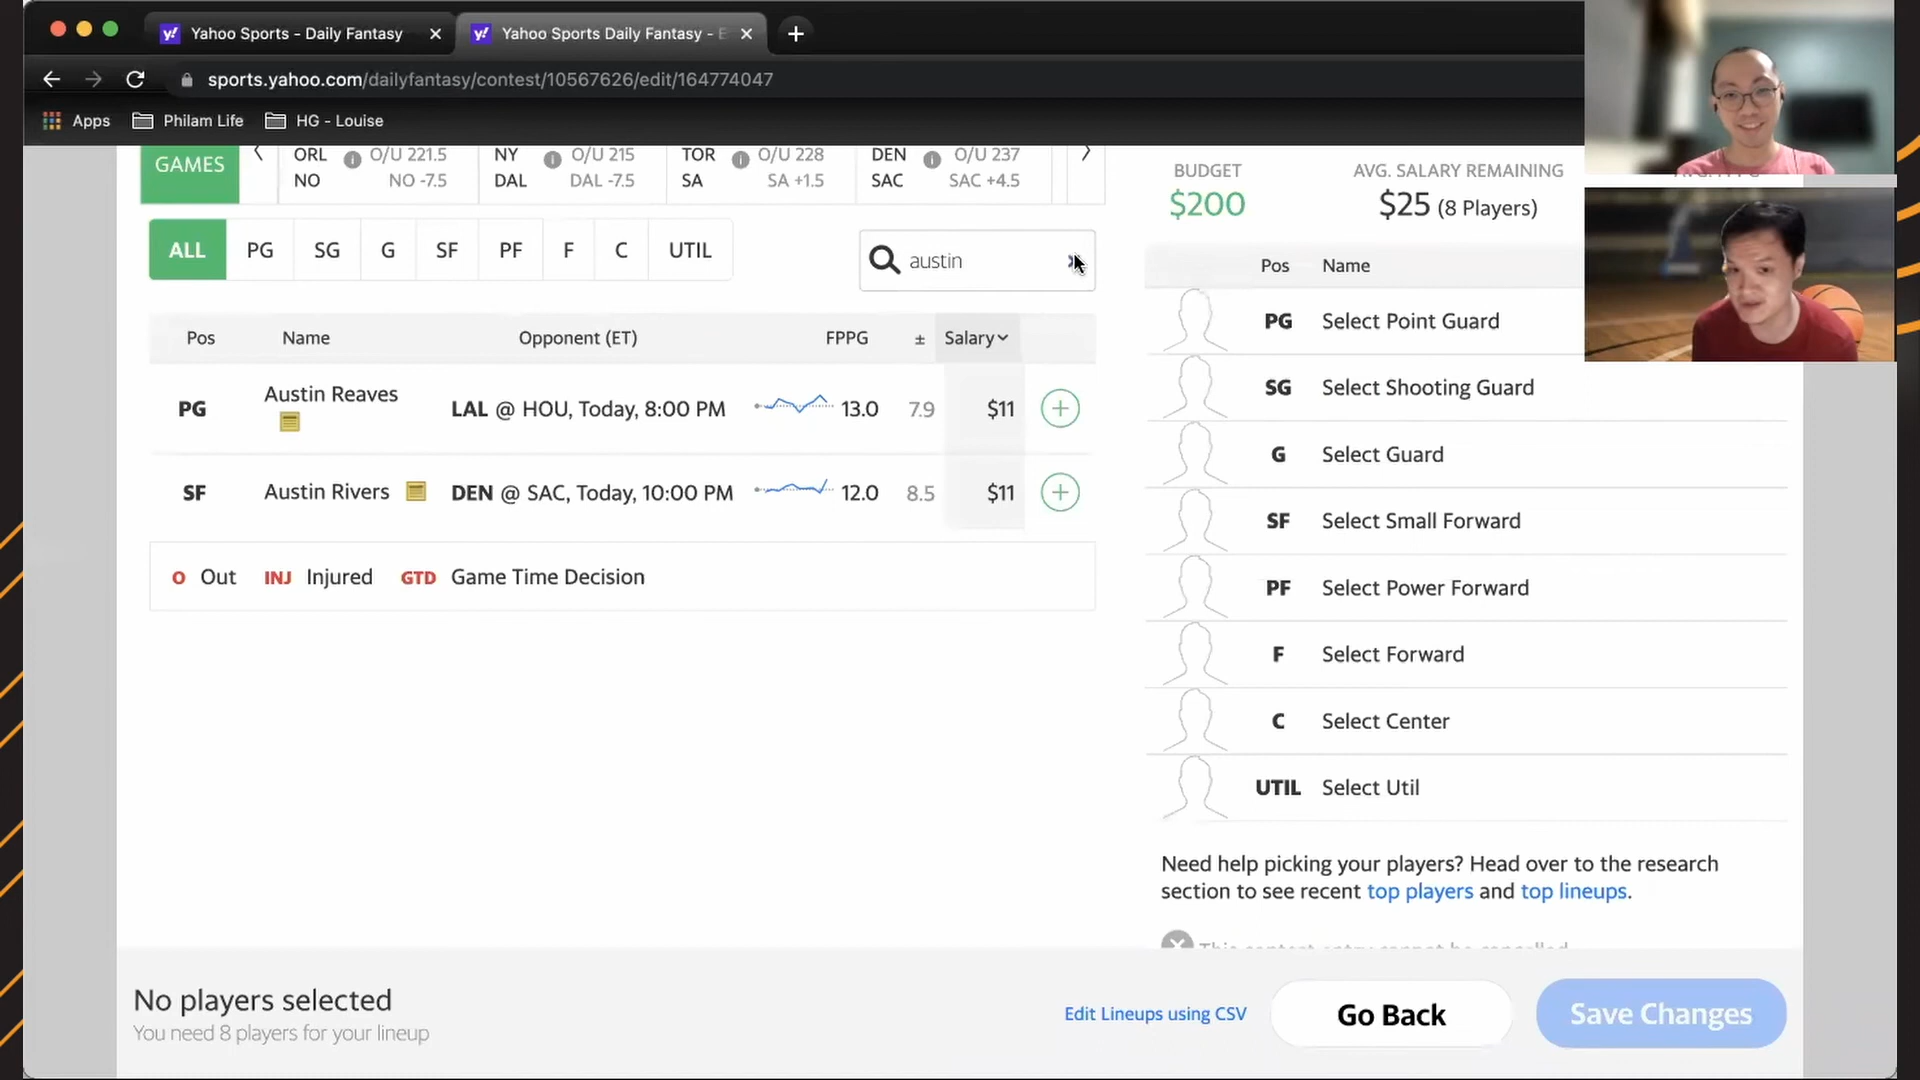 Yahoo Sports - Daily Fantasy
Yahoo Sports Daily Fantasy - E
sports.yahoo.com/dailyfantasy/contest/10567626/edit/164774047
Apps Philam Life HG - Louise
GAMES
ORL O/U 221.5
NO NO -7.5
NY O/U 215
DAL DAL -7.5
TOR O/U 228
SA SA +1.5
DEN O/U 237
SAC SAC +4.5
ALL PG SG G SF PF F C UTIL
austin
Pos Name Opponent (ET) FPPG ± Salary
PG Austin Reaves LAL @ HOU, Today, 8:00 PM 13.0 7.9 $11
SF Austin Rivers DEN @ SAC, Today, 10:00 PM 12.0 8.5 $11
O Out INJ Injured GTD Game Time Decision
BUDGET
$200
AVG. SALARY REMAINING
$25 (8 Players)
Pos Name
PG Select Point Guard
SG Select Shooting Guard
G Select Guard
SF Select Small Forward
PF Select Power Forward
F Select Forward
C Select Center
UTIL Select Util
Need help picking your players? Head over to the research
section to see recent top players and top lineups.
No players selected
You need 8 players for your lineup
Edit Lineups using CSV
Go Back
Save Changes